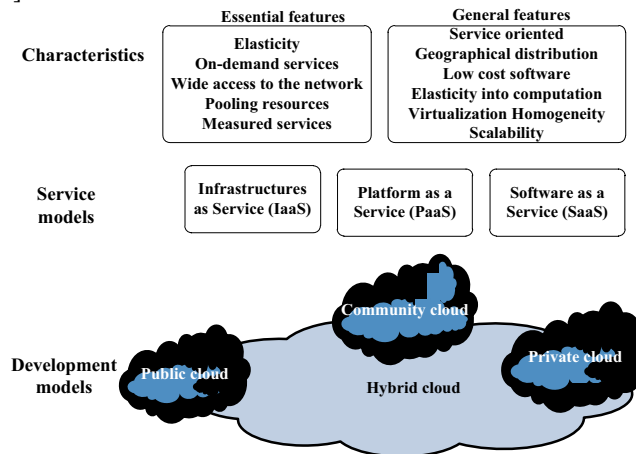 Essential features
General features
Characteristics
Elasticity
On-demand services
Wide access to the network
Pooling resources
Measured services
Service oriented
Geographical distribution
Low cost software
Elasticity into computation
Virtualization Homogeneity
Scalability
Service
models
Infrastructures
as Service (IaaS)
Platform as a
Service (PaaS)
Software as a
Service (SaaS)
Development
models
Community cloud
Public cloud
Private cloud
Hybrid cloud